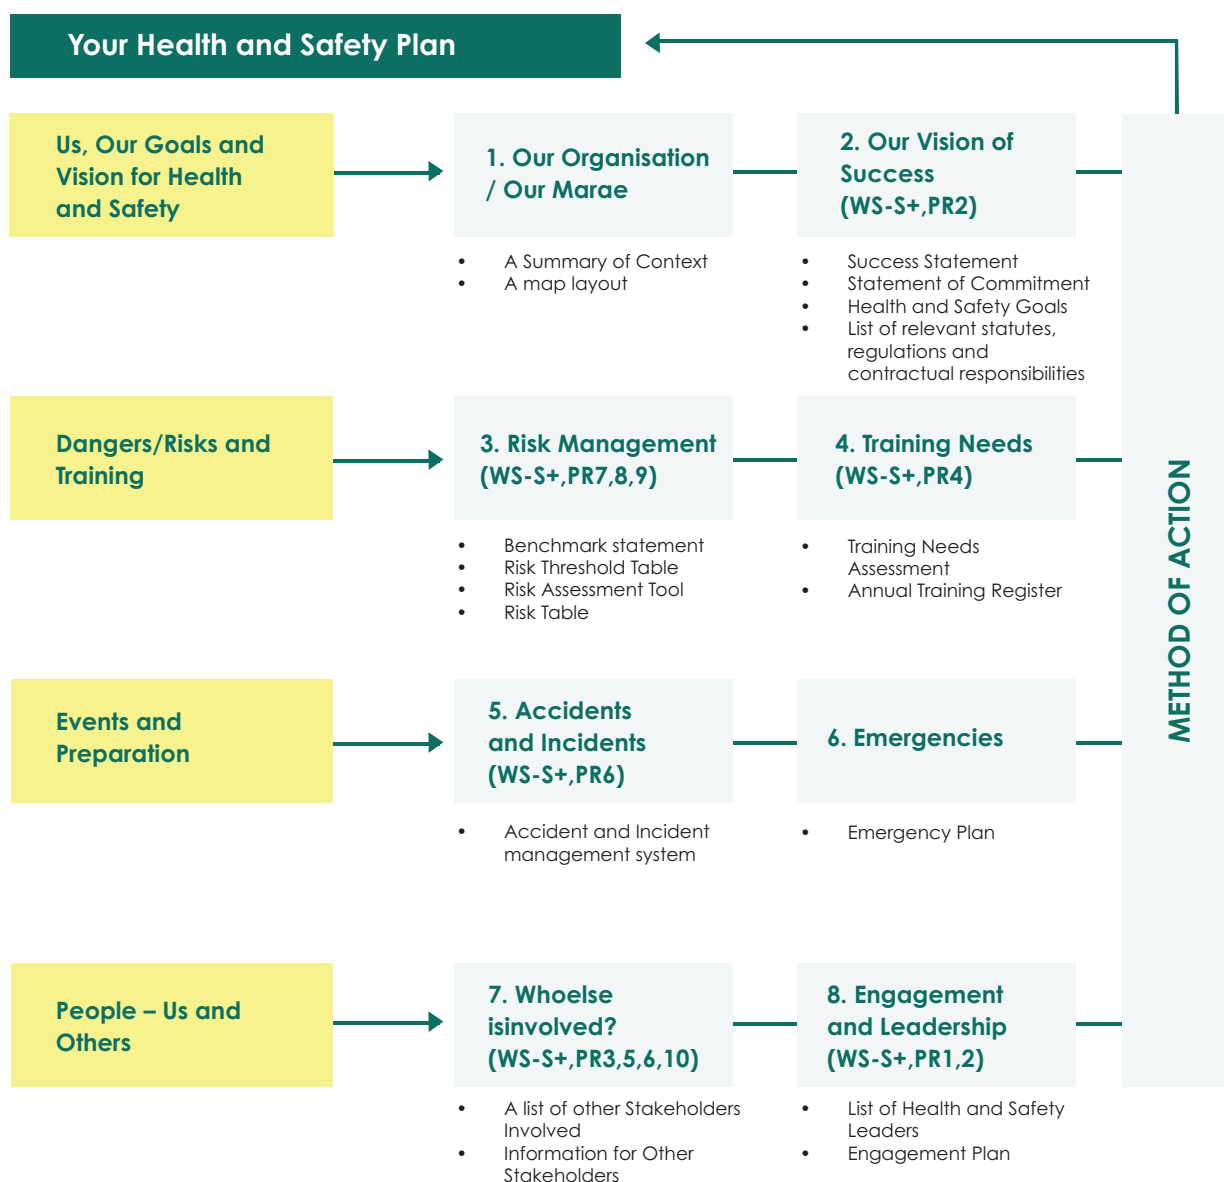 Your Health and Safety Plan
Us, Our Goals and
Vision for Health
and Safety
1. Our Organisation
/ Our Marae
• A Summary of Context
• A map layout
2. Our Vision of
Success
(WS-S+,PR2)
• Success Statement
• Statement of Commitment
• Health and Safety Goals
• List of relevant statutes,
regulations and
contractual responsibilities
Dangers/Risks and
Training
3. Risk Management
(WS-S+,PR7,8,9)
• Benchmark statement
• Risk Threshold Table
• Risk Assessment Tool
• Risk Table
4. Training Needs
(WS-S+,PR4)
• Training Needs
Assessment
• Annual Training Register
Events and
Preparation
5. Accidents
and Incidents
(WS-S+,PR6)
• Accident and Incident
management system
6. Emergencies
• Emergency Plan
People – Us and
Others
7. Whoelse
isinvolved?
(WS-S+,PR3,5,6,10)
• A list of other Stakeholders
Involved
• Information for Other
Stakeholders
8. Engagement
and Leadership
(WS-S+,PR1,2)
• List of Health and Safety
Leaders
• Engagement Plan
METHOD OF ACTION